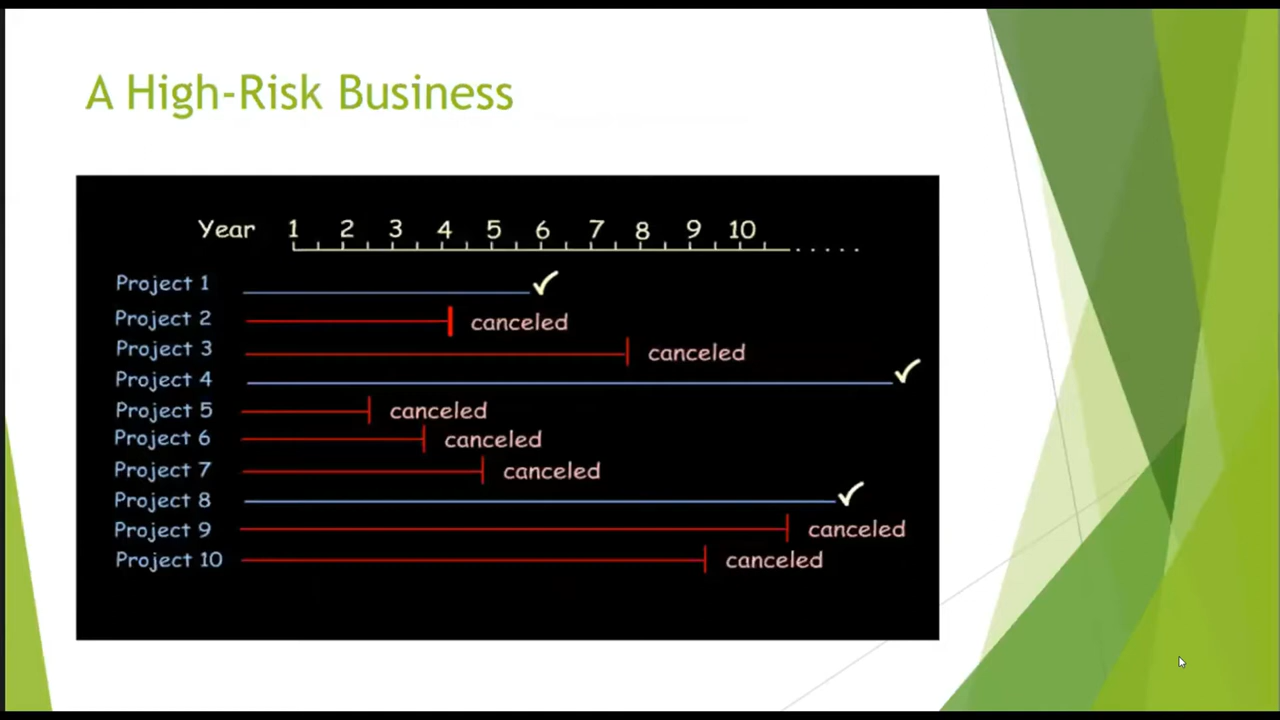 A High-Risk Business
Year 1 2 3 4 5 6 7 8 9 10
Project 1
Project 2 canceled
Project 3 canceled
Project 4
Project 5 canceled
Project 6 canceled
Project 7 canceled
Project 8
Project 9 canceled
Project 10 canceled